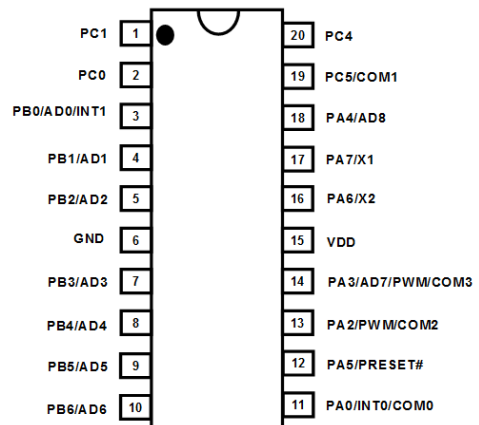 PC1 1 20 PC4
PC0 2 19 PC5/COM1
PB0/AD0/INT1 3 18 PA4/AD8
PB1/AD1 4 17 PA7/X1
PB2/AD2 5 16 PA6/X2
GND 6 15 VDD
PB3/AD3 7 14 PA3/AD7/PWM/COM3
PB4/AD4 8 13 PA2/PWM/COM2
PB5/AD5 9 12 PA5/PRESET#
PB6/AD6 10 11 PA0/INT0/COM0